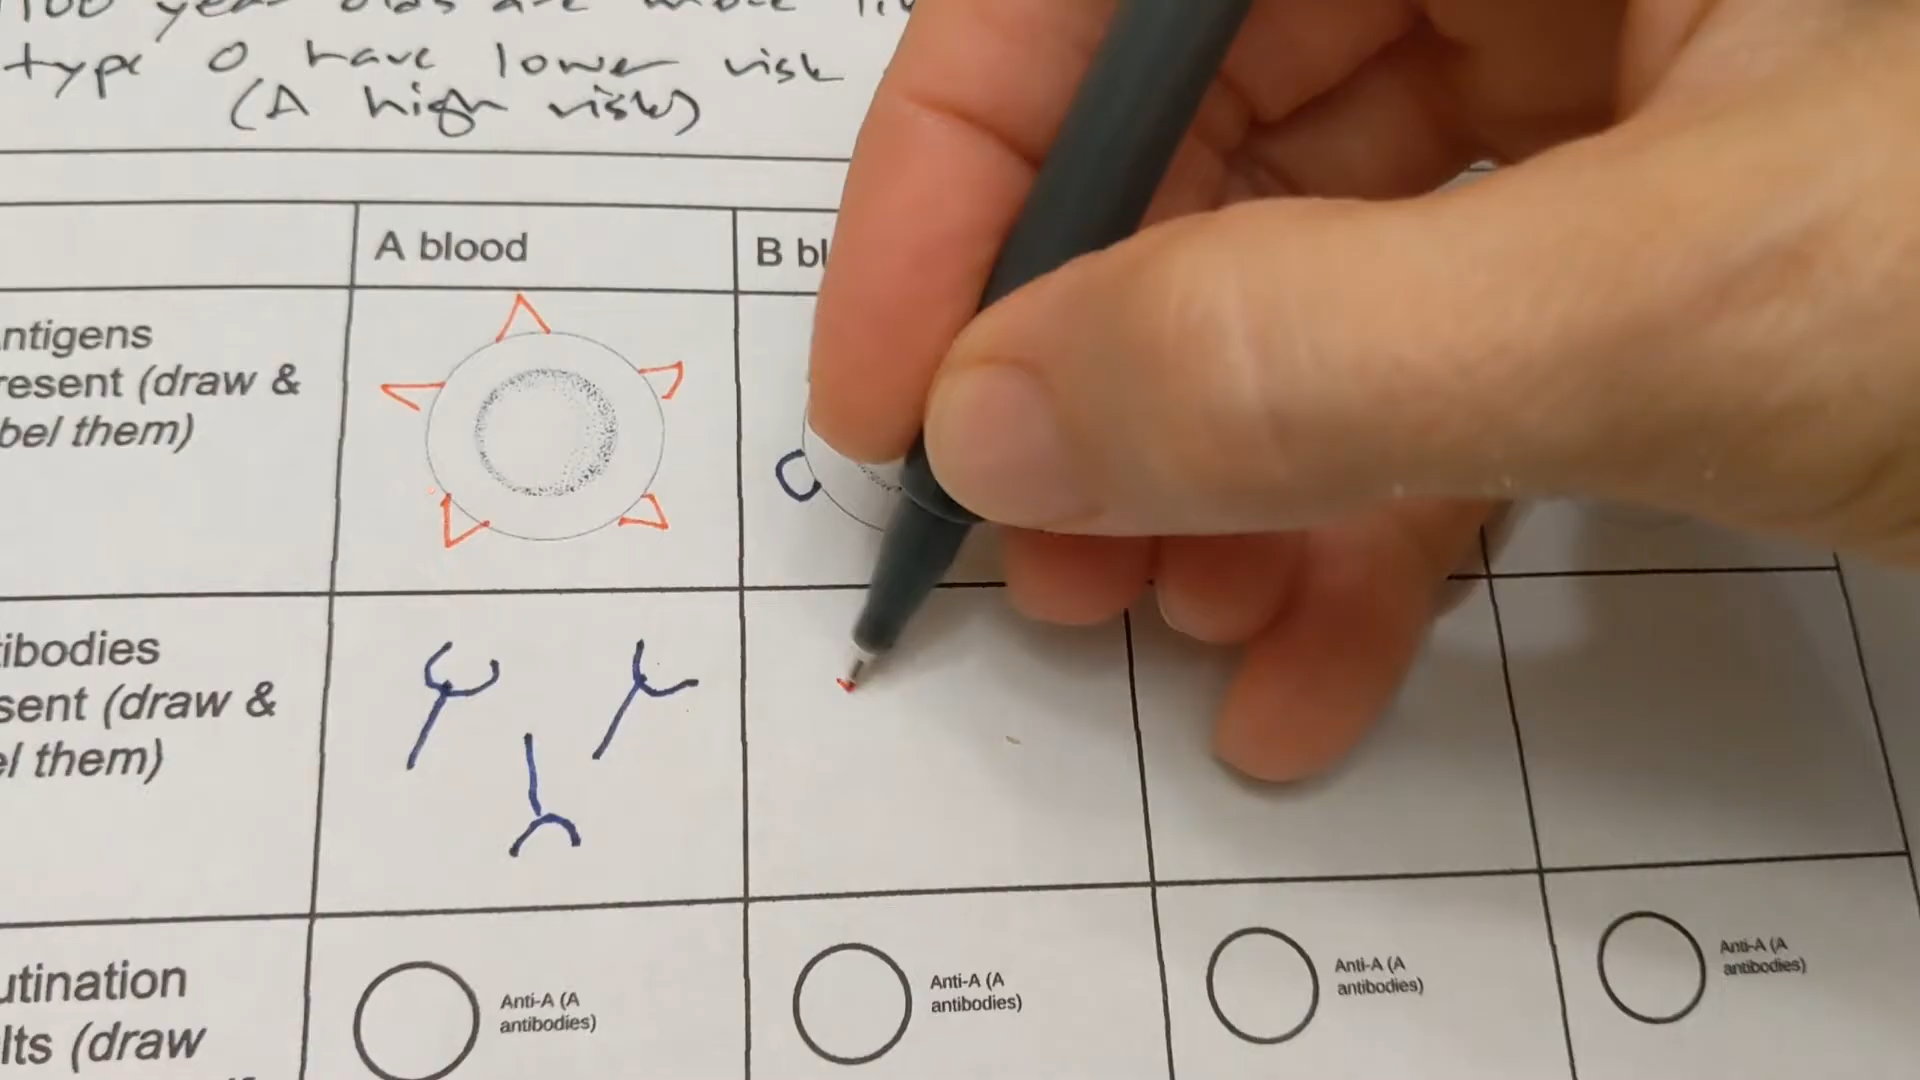 type O have lower risk
(A high risk)
A blood
B bl
ntigens
resent (draw &
bel them)
ibodies
sent (draw &
el them)
utination
lts (draw
Anti-A (A
antibodies)
Anti-A (A
antibodies)
Anti-A (A
antibodies)
Anti-A (A
antibodies)